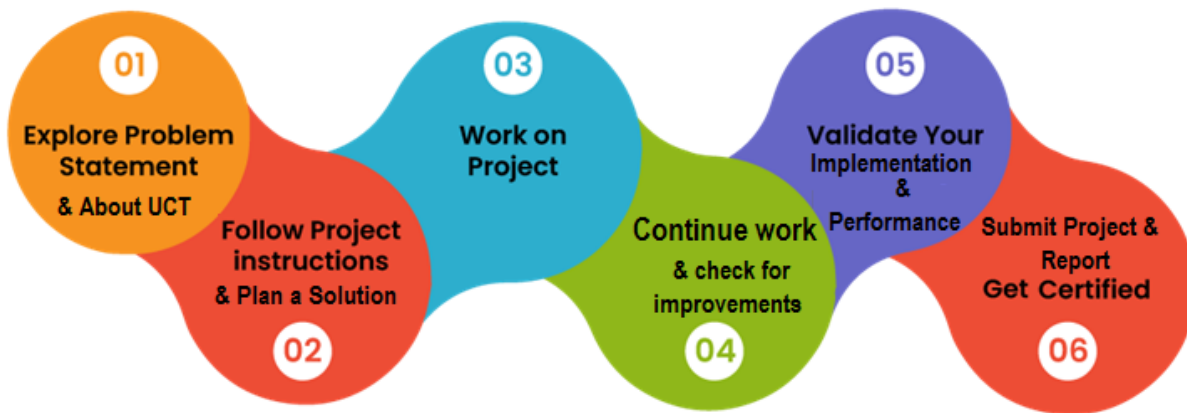 01
Explore Problem
Statement
& About UCT
02
Follow Project
instructions
& Plan a Solution
03
Work on
Project
04
Continue work
& check for
improvements
05
Validate Your
Implementation
&
Performance
06
Submit Project &
Report
Get Certified